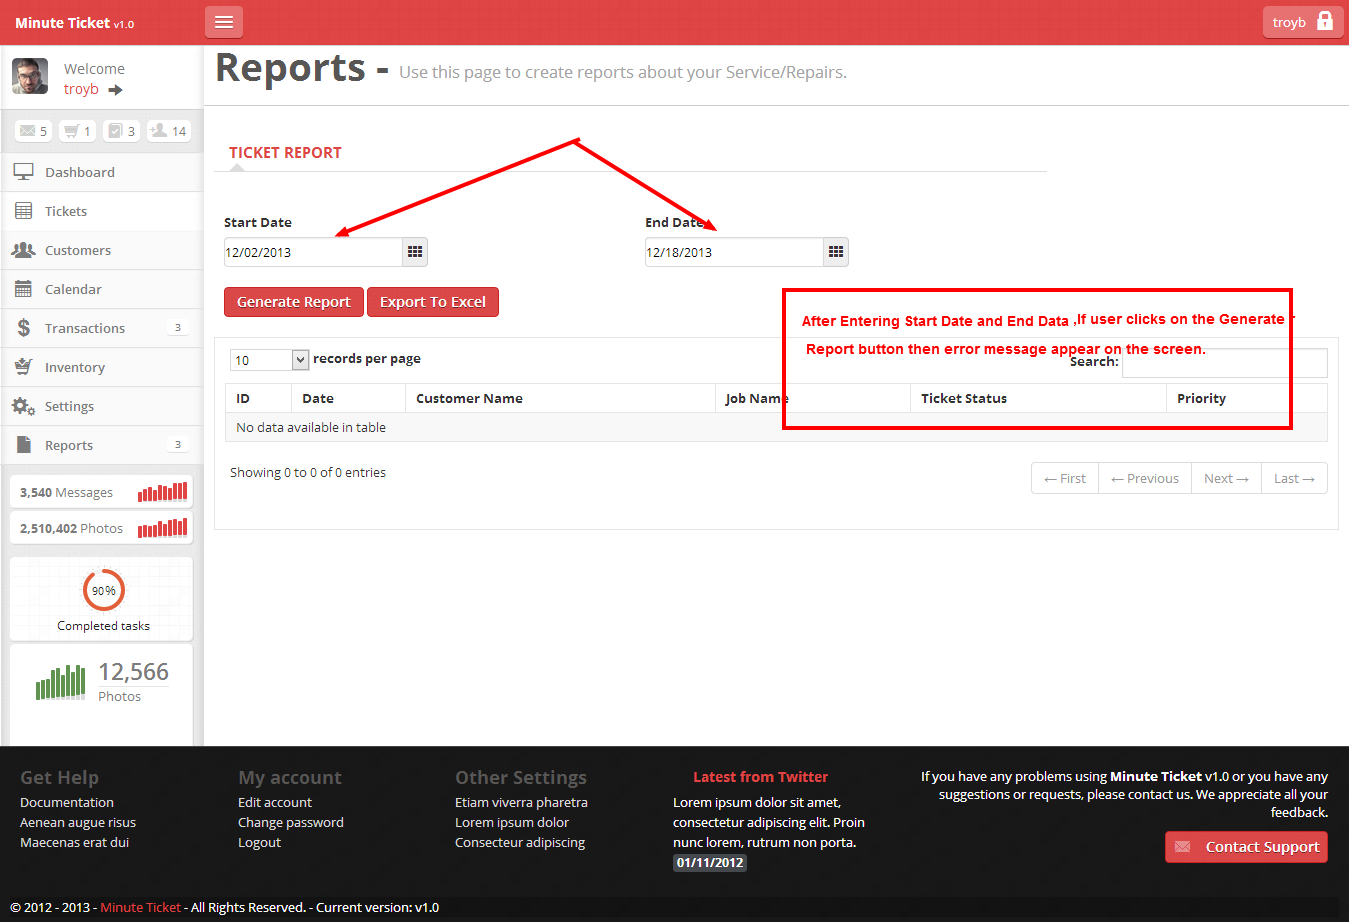 Minute Ticket v1.0
troyb
Welcome
troyb
5 1 3 14
Dashboard
Tickets
Customers
Calendar
Transactions 3
Inventory
Settings
Reports 3
3,540 Messages
2,510,402 Photos
90%
Completed tasks
12,566
Photos
Reports - Use this page to create reports about your Service/Repairs.
TICKET REPORT
Start Date End Date
12/02/2013 12/18/2013
Generate Report Export To Excel
After Entering Start Date and End Data ,If user clicks on the Generate
Report button then error message appear on the screen.
10 records per page Search:
ID Date Customer Name Job Name Ticket Status Priority
No data available in table
Showing 0 to 0 of 0 entries
← First ← Previous Next → Last →
Get Help
Documentation
Aenean augue risus
Maecenas erat dui
My account
Edit account
Change password
Logout
Other Settings
Etiam viverra pharetra
Lorem ipsum dolor
Consecteur adipiscing
Latest from Twitter
Lorem ipsum dolor sit amet,
consectetur adipiscing elit. Proin
nunc lorem, rutrum non porta.
01/11/2012
If you have any problems using Minute Ticket v1.0 or you have any
suggestions or requests, please contact us. We appreciate all your
feedback.
Contact Support
© 2012 - 2013 - Minute Ticket - All Rights Reserved. - Current version: v1.0